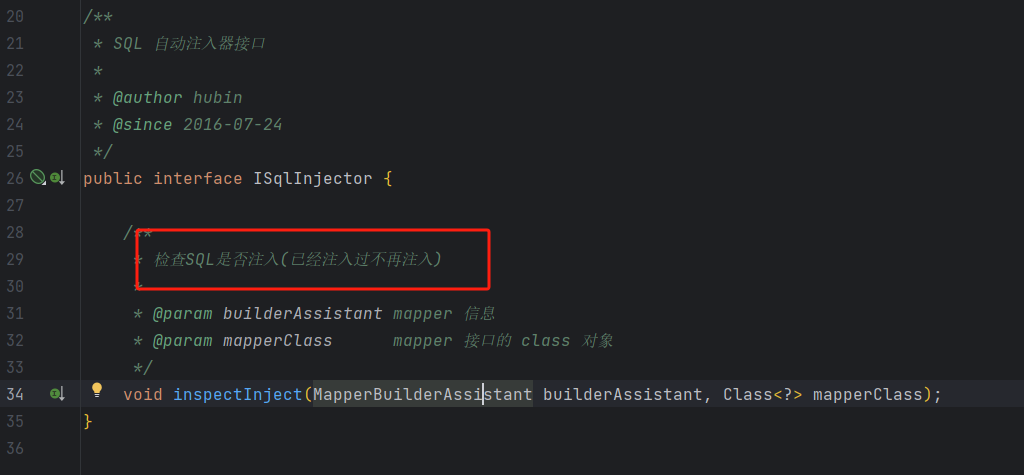 20 /**
21 * SQL 自动注入器接口
22 *
23 * @author hubin
24 * @since 2016-07-24
25 */
26 public interface ISqlInjector {
27
28 /**
29 * 检查SQL是否注入(已经注入过不再注入)
30 *
31 * @param builderAssistant mapper 信息
32 * @param mapperClass mapper 接口的 class 对象
33 */
34 void inspectInject(MapperBuilderAssistant builderAssistant, Class<?> mapperClass);
35 }
36